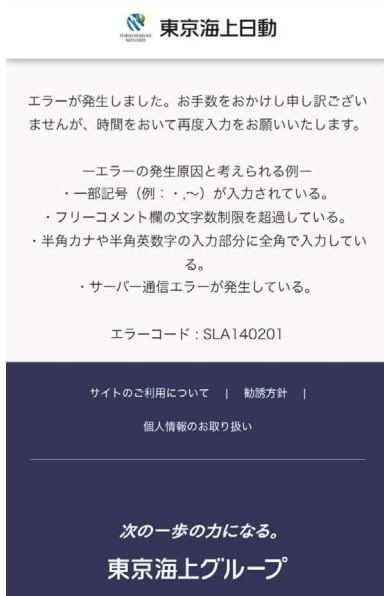 TOKIO MARINE
NICHIDO
東京海上日動
エラーが発生しました。お手数をおかけし申し訳ござい
ませんが、時間をおいて再度入力をお願いいたします。
ーエラーの発生原因と考えられる例ー
・一部記号（例：・,～）が入力されている。
・フリーコメント欄の文字数制限を超過している。
・半角カナや半角英数字の入力部分に全角で入力してい
る。
・サーバー通信エラーが発生している。
エラーコード : SLA140201
サイトのご利用について | 勧誘方針 |
個人情報のお取り扱い
次の一歩の力になる。
東京海上グループ